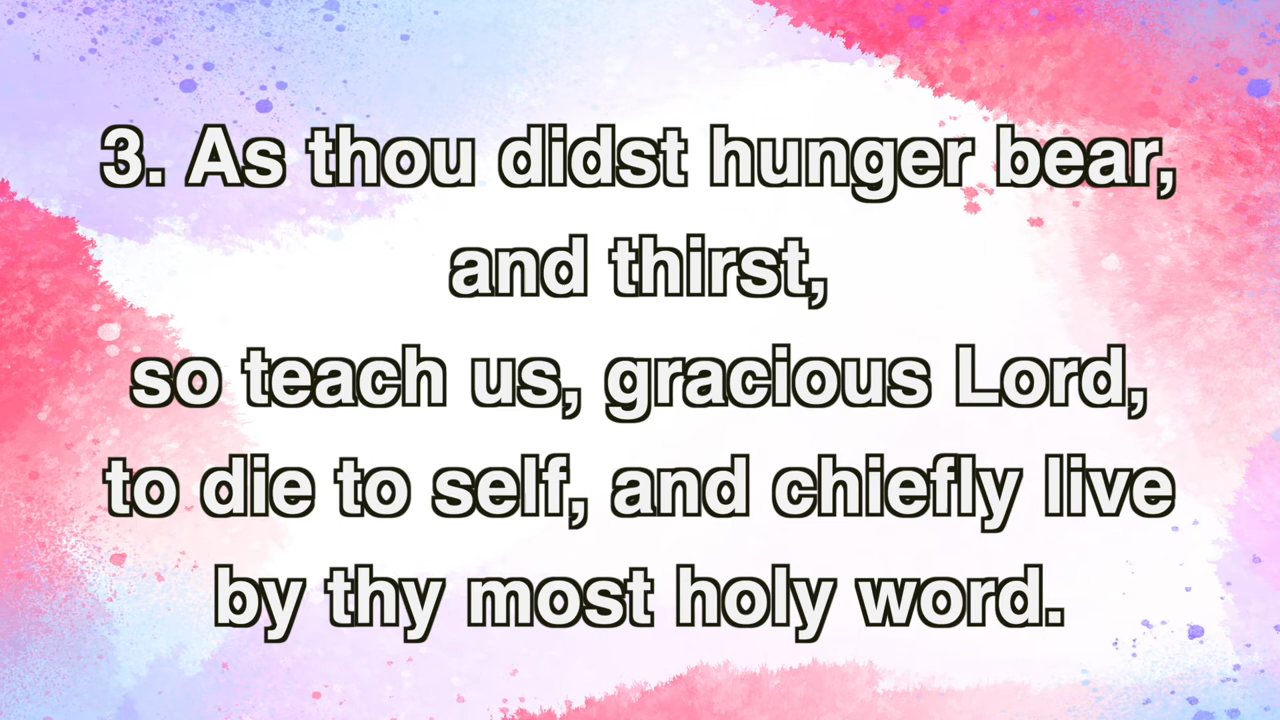 3. As thou didst hunger bear,
and thirst,
so teach us, gracious Lord,
to die to self, and chiefly live
by thy most holy word.